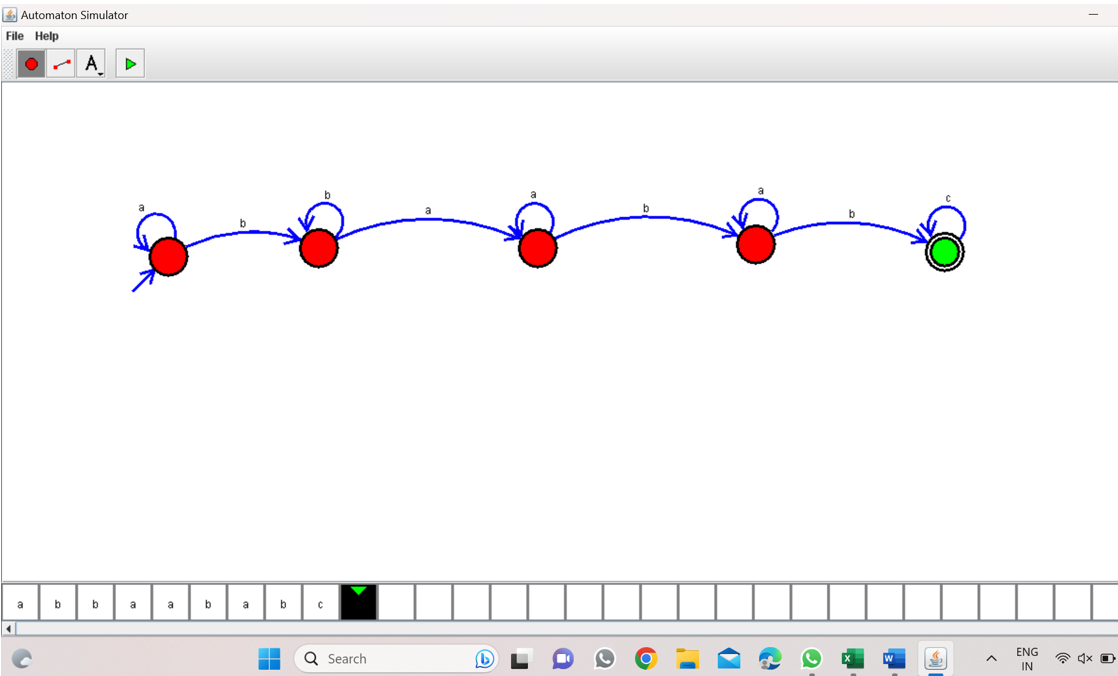 Automaton Simulator
File Help
A
a b a b a c
b a b b
a b b a a b a b c
Search
ENG
IN